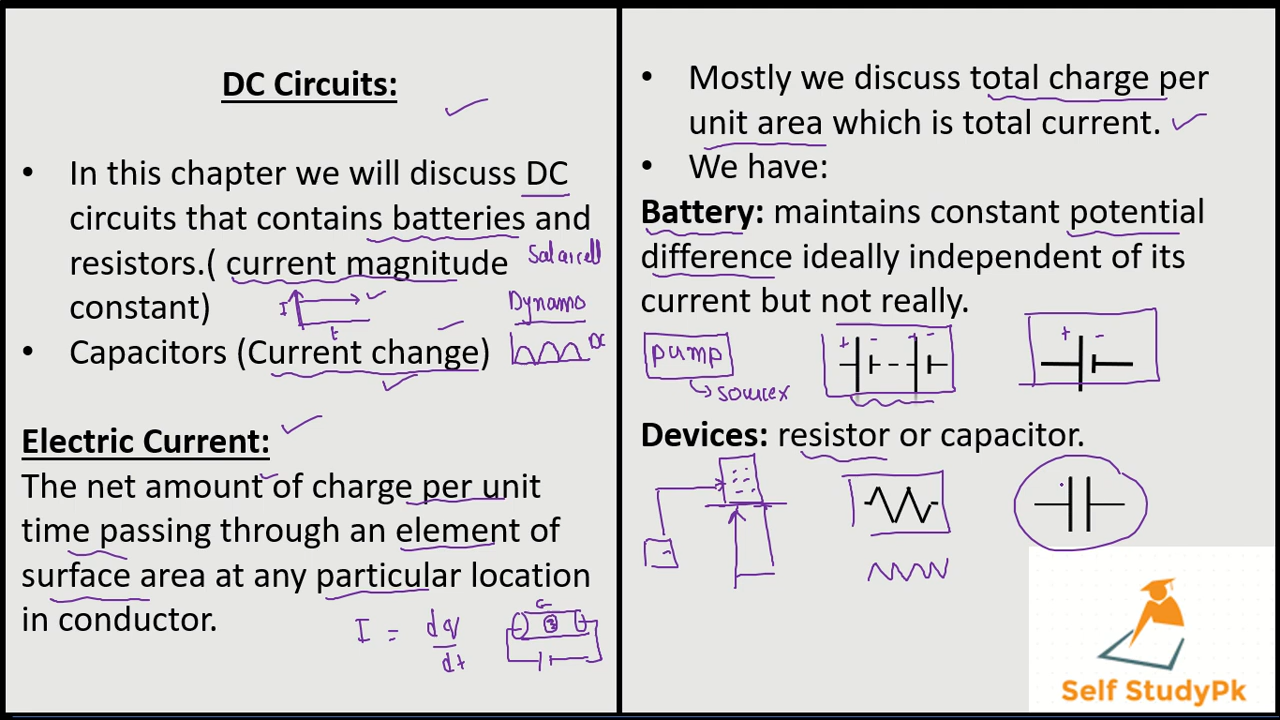 DC Circuits:
• In this chapter we will discuss DC
circuits that contains batteries and
resistors.( current magnitude
constant)
Solar cell
I
t
Dynamo
• Capacitors (Current change)
DC
Electric Current:
The net amount of charge per unit
time passing through an element of
surface area at any particular location
in conductor.
I = dq
dt
• Mostly we discuss total charge per
unit area which is total current.
• We have:
Battery: maintains constant potential
difference ideally independent of its
current but not really.
pump
+ - + -
+ -
Devices: resistor or capacitor.
Self StudyPk